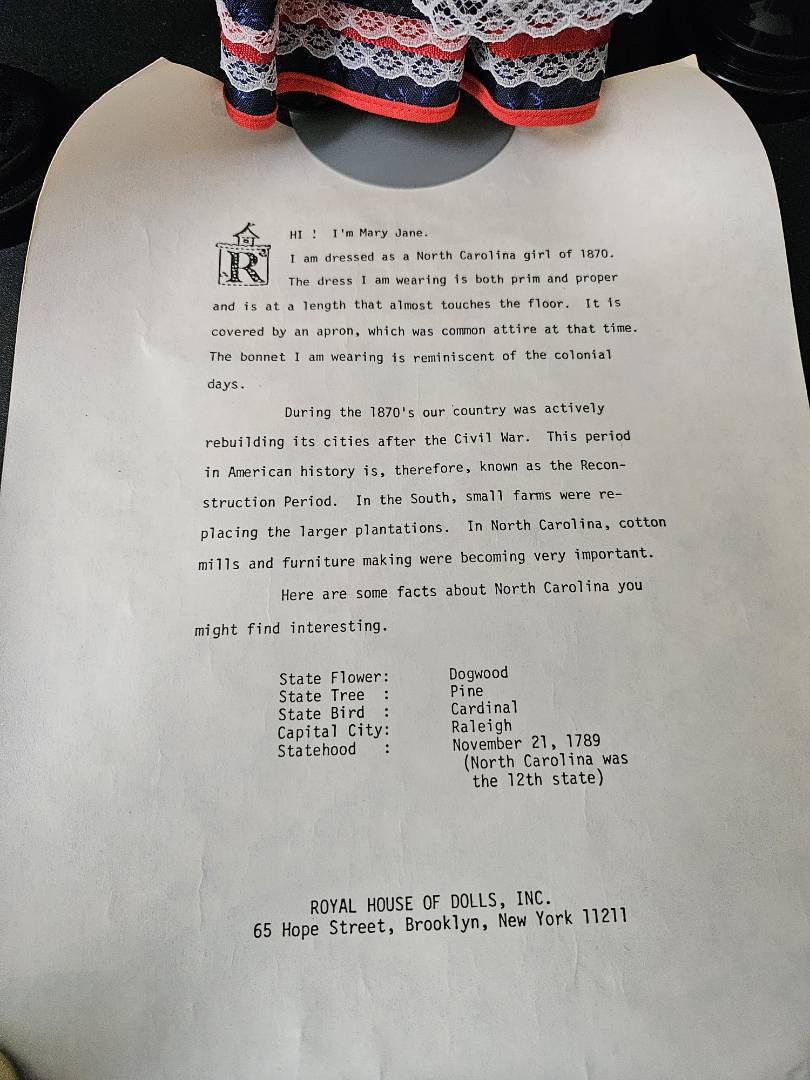 R
HI ! I'm Mary Jane.
I am dressed as a North Carolina girl of 1870.
The dress I am wearing is both prim and proper
and is at a length that almost touches the floor. It is
covered by an apron, which was common attire at that time.
The bonnet I am wearing is reminiscent of the colonial
days.
During the 1870's our country was actively
rebuilding its cities after the Civil War. This period
in American history is, therefore, known as the Recon-
struction Period. In the South, small farms were re-
placing the larger plantations. In North Carolina, cotton
mills and furniture making were becoming very important.
Here are some facts about North Carolina you
might find interesting.
State Flower: Dogwood
State Tree : Pine
State Bird : Cardinal
Capital City: Raleigh
Statehood : November 21, 1789
(North Carolina was
the 12th state)
ROYAL HOUSE OF DOLLS, INC.
65 Hope Street, Brooklyn, New York 11211